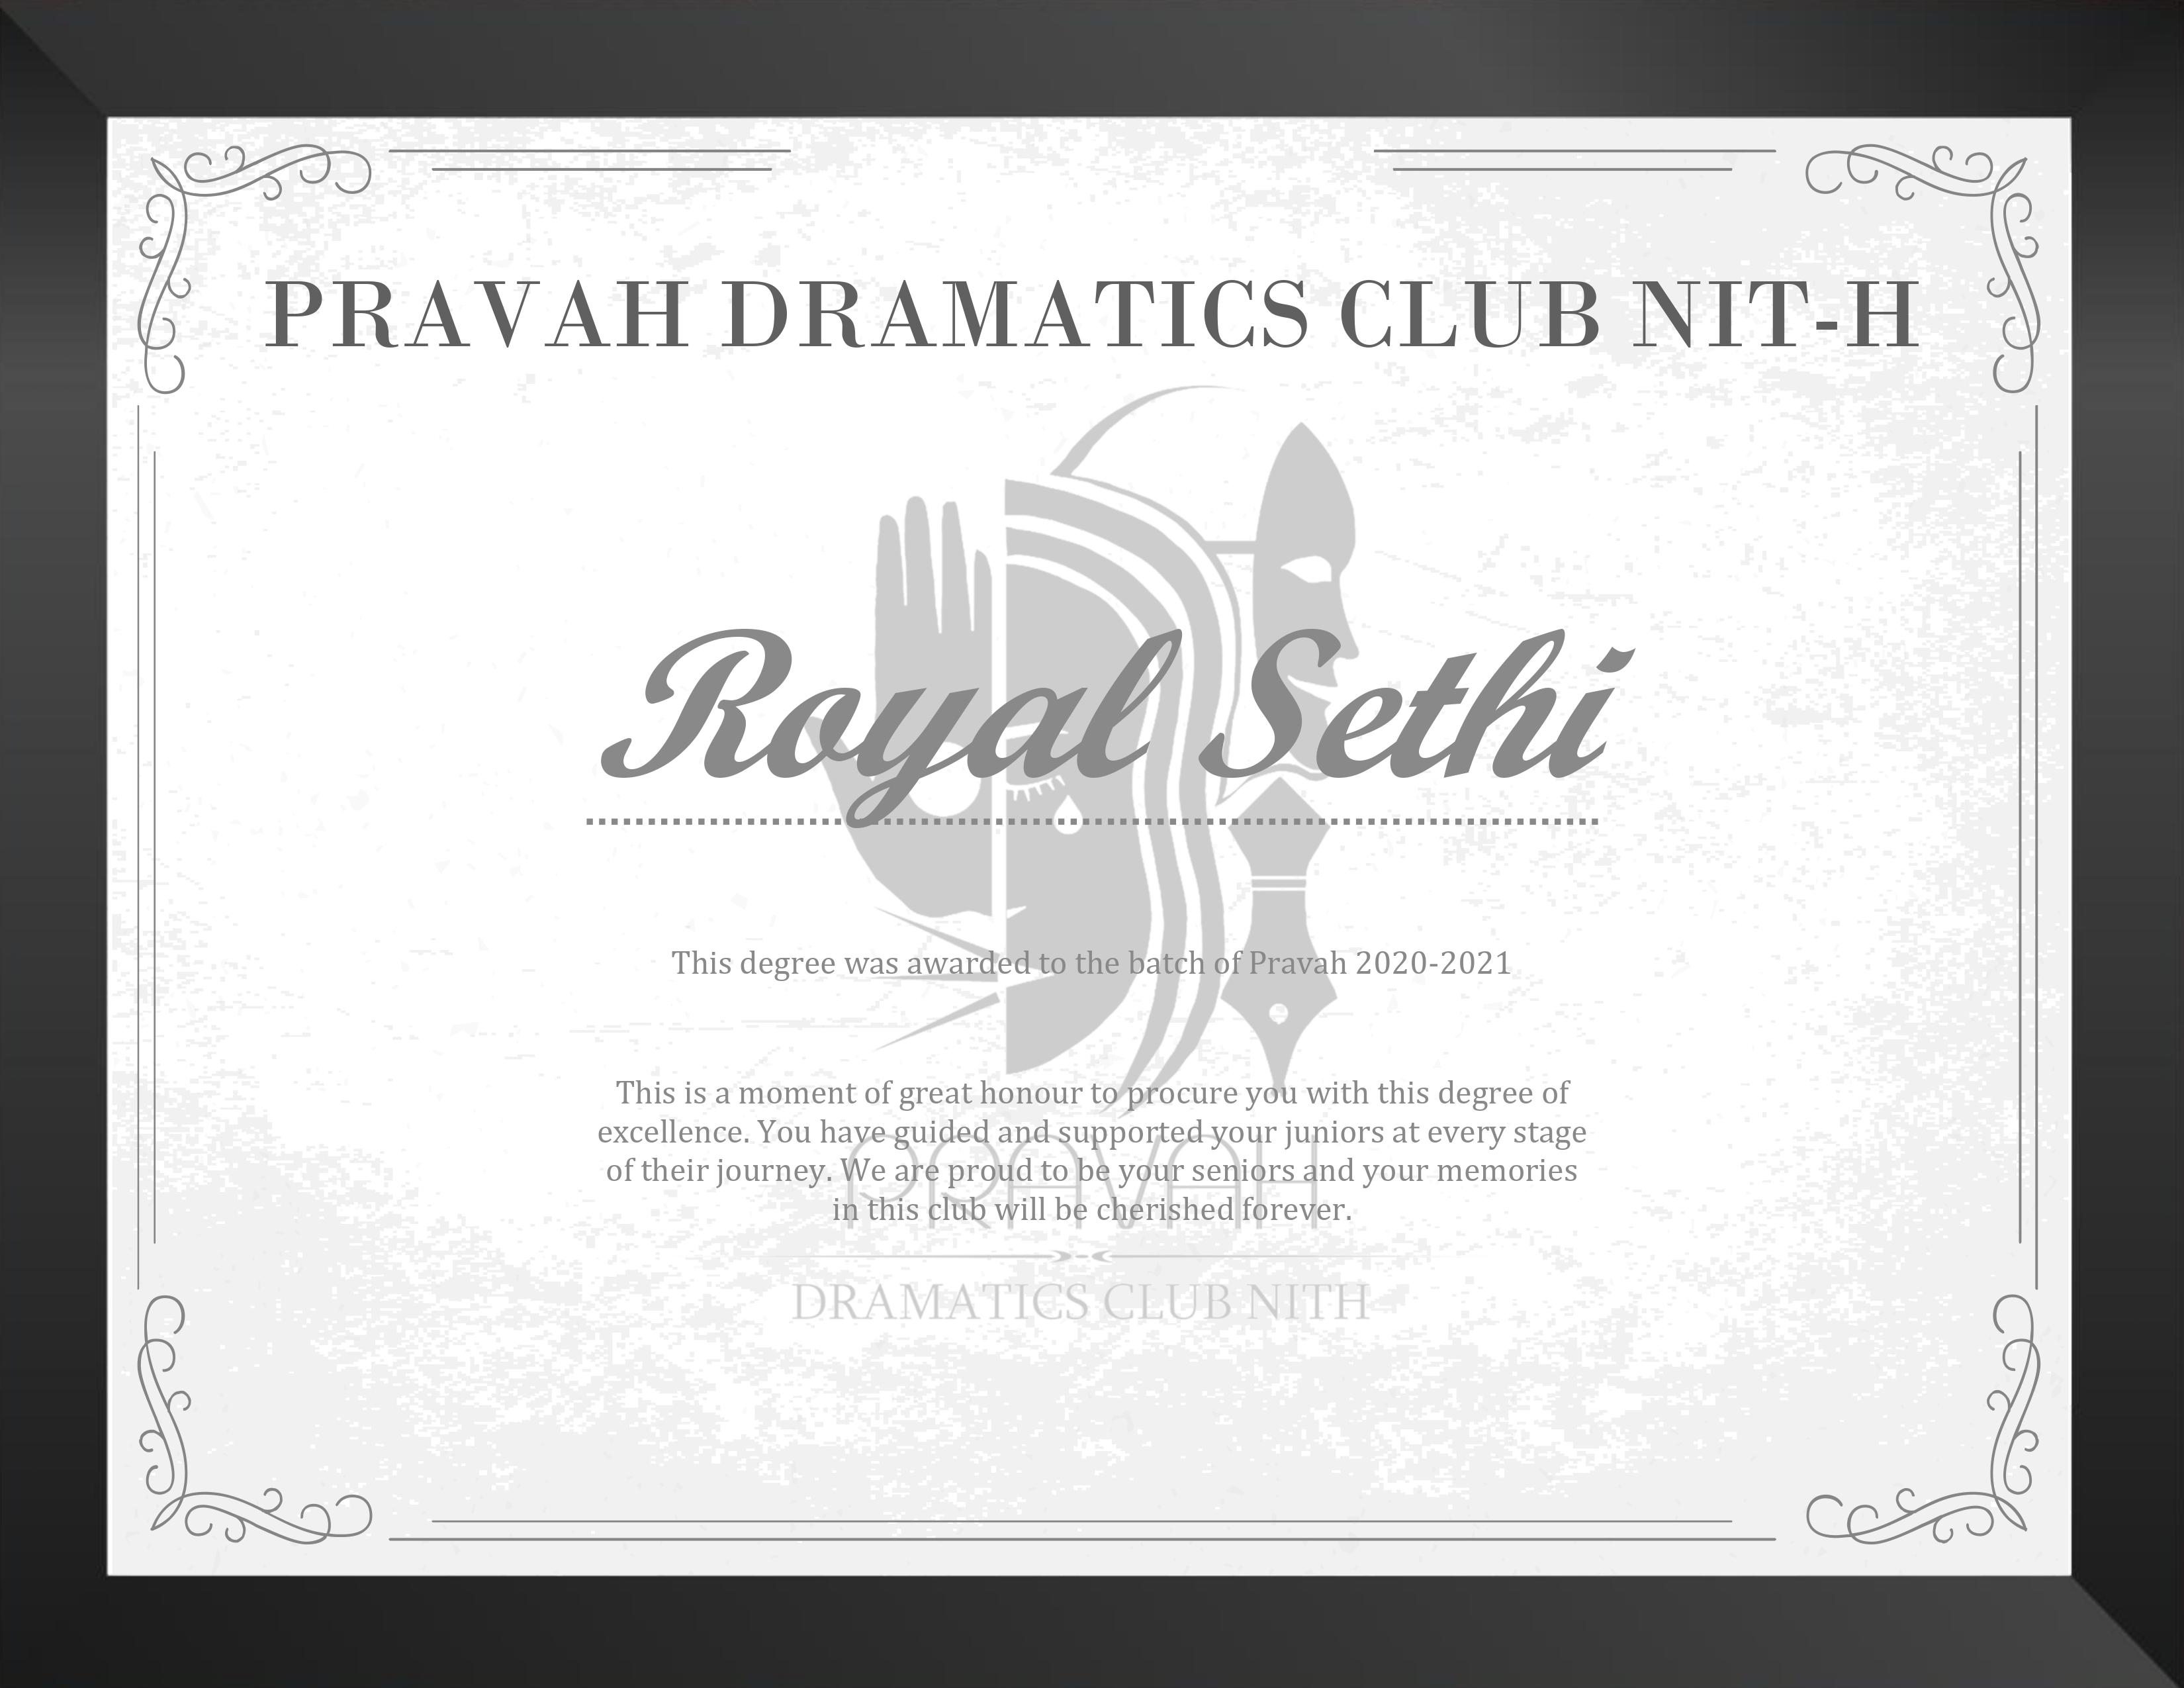 PRAVAH DRAMATICS CLUB NIT-H
Royal Sethi
This degree was awarded to the batch of Pravah 2020-2021
This is a moment of great honour to procure you with this degree of
excellence. You have guided and supported your juniors at every stage
of their journey. We are proud to be your seniors and your memories
in this club will be cherished forever.
PRAVAH
DRAMATICS CLUB NITH